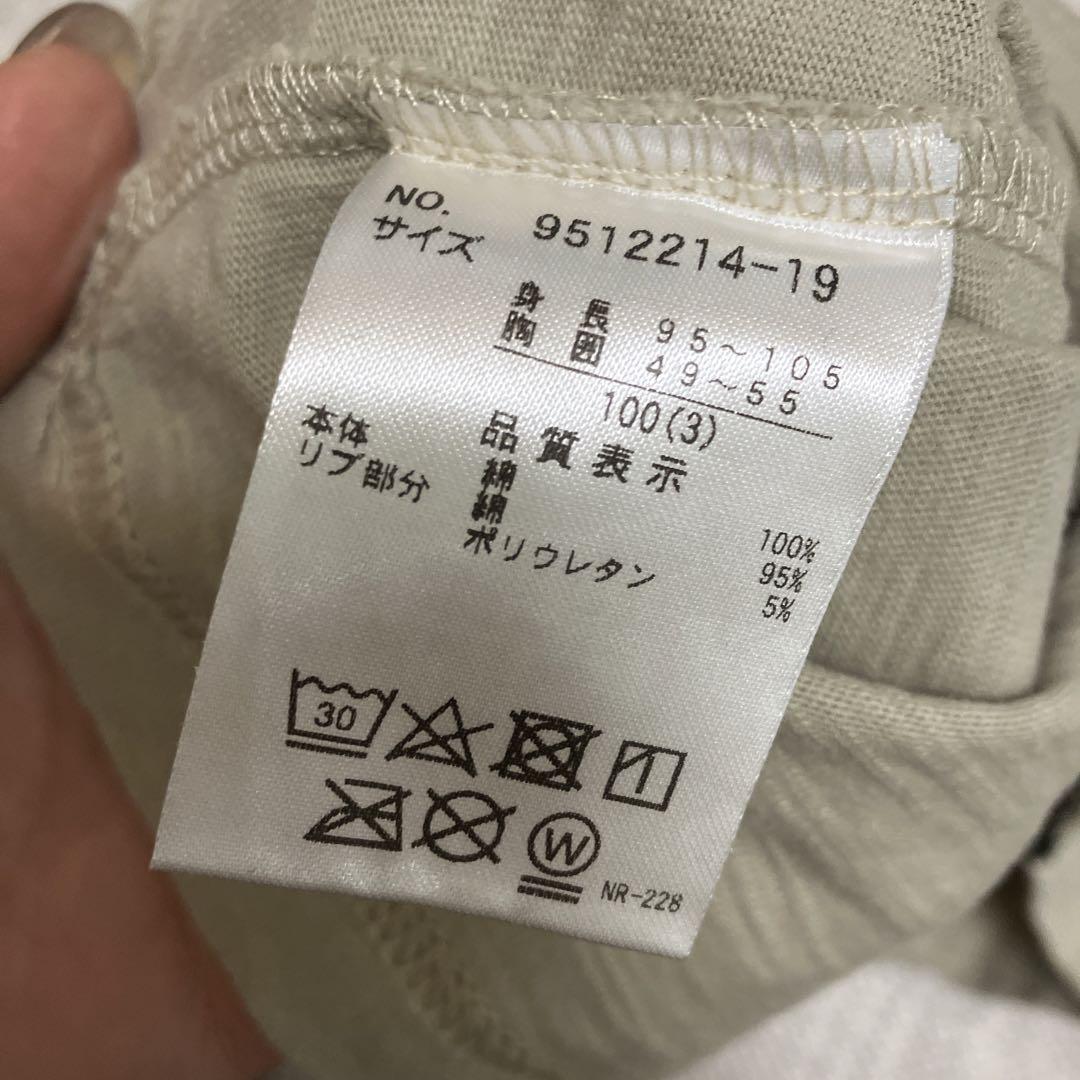 NO. 9512214-19
サイズ
身長 95～105
胸囲 49～55
100(3)
品質表示
本体 綿 100%
リブ部分 綿 95%
ポリウレタン 5%
30
W
NR-228